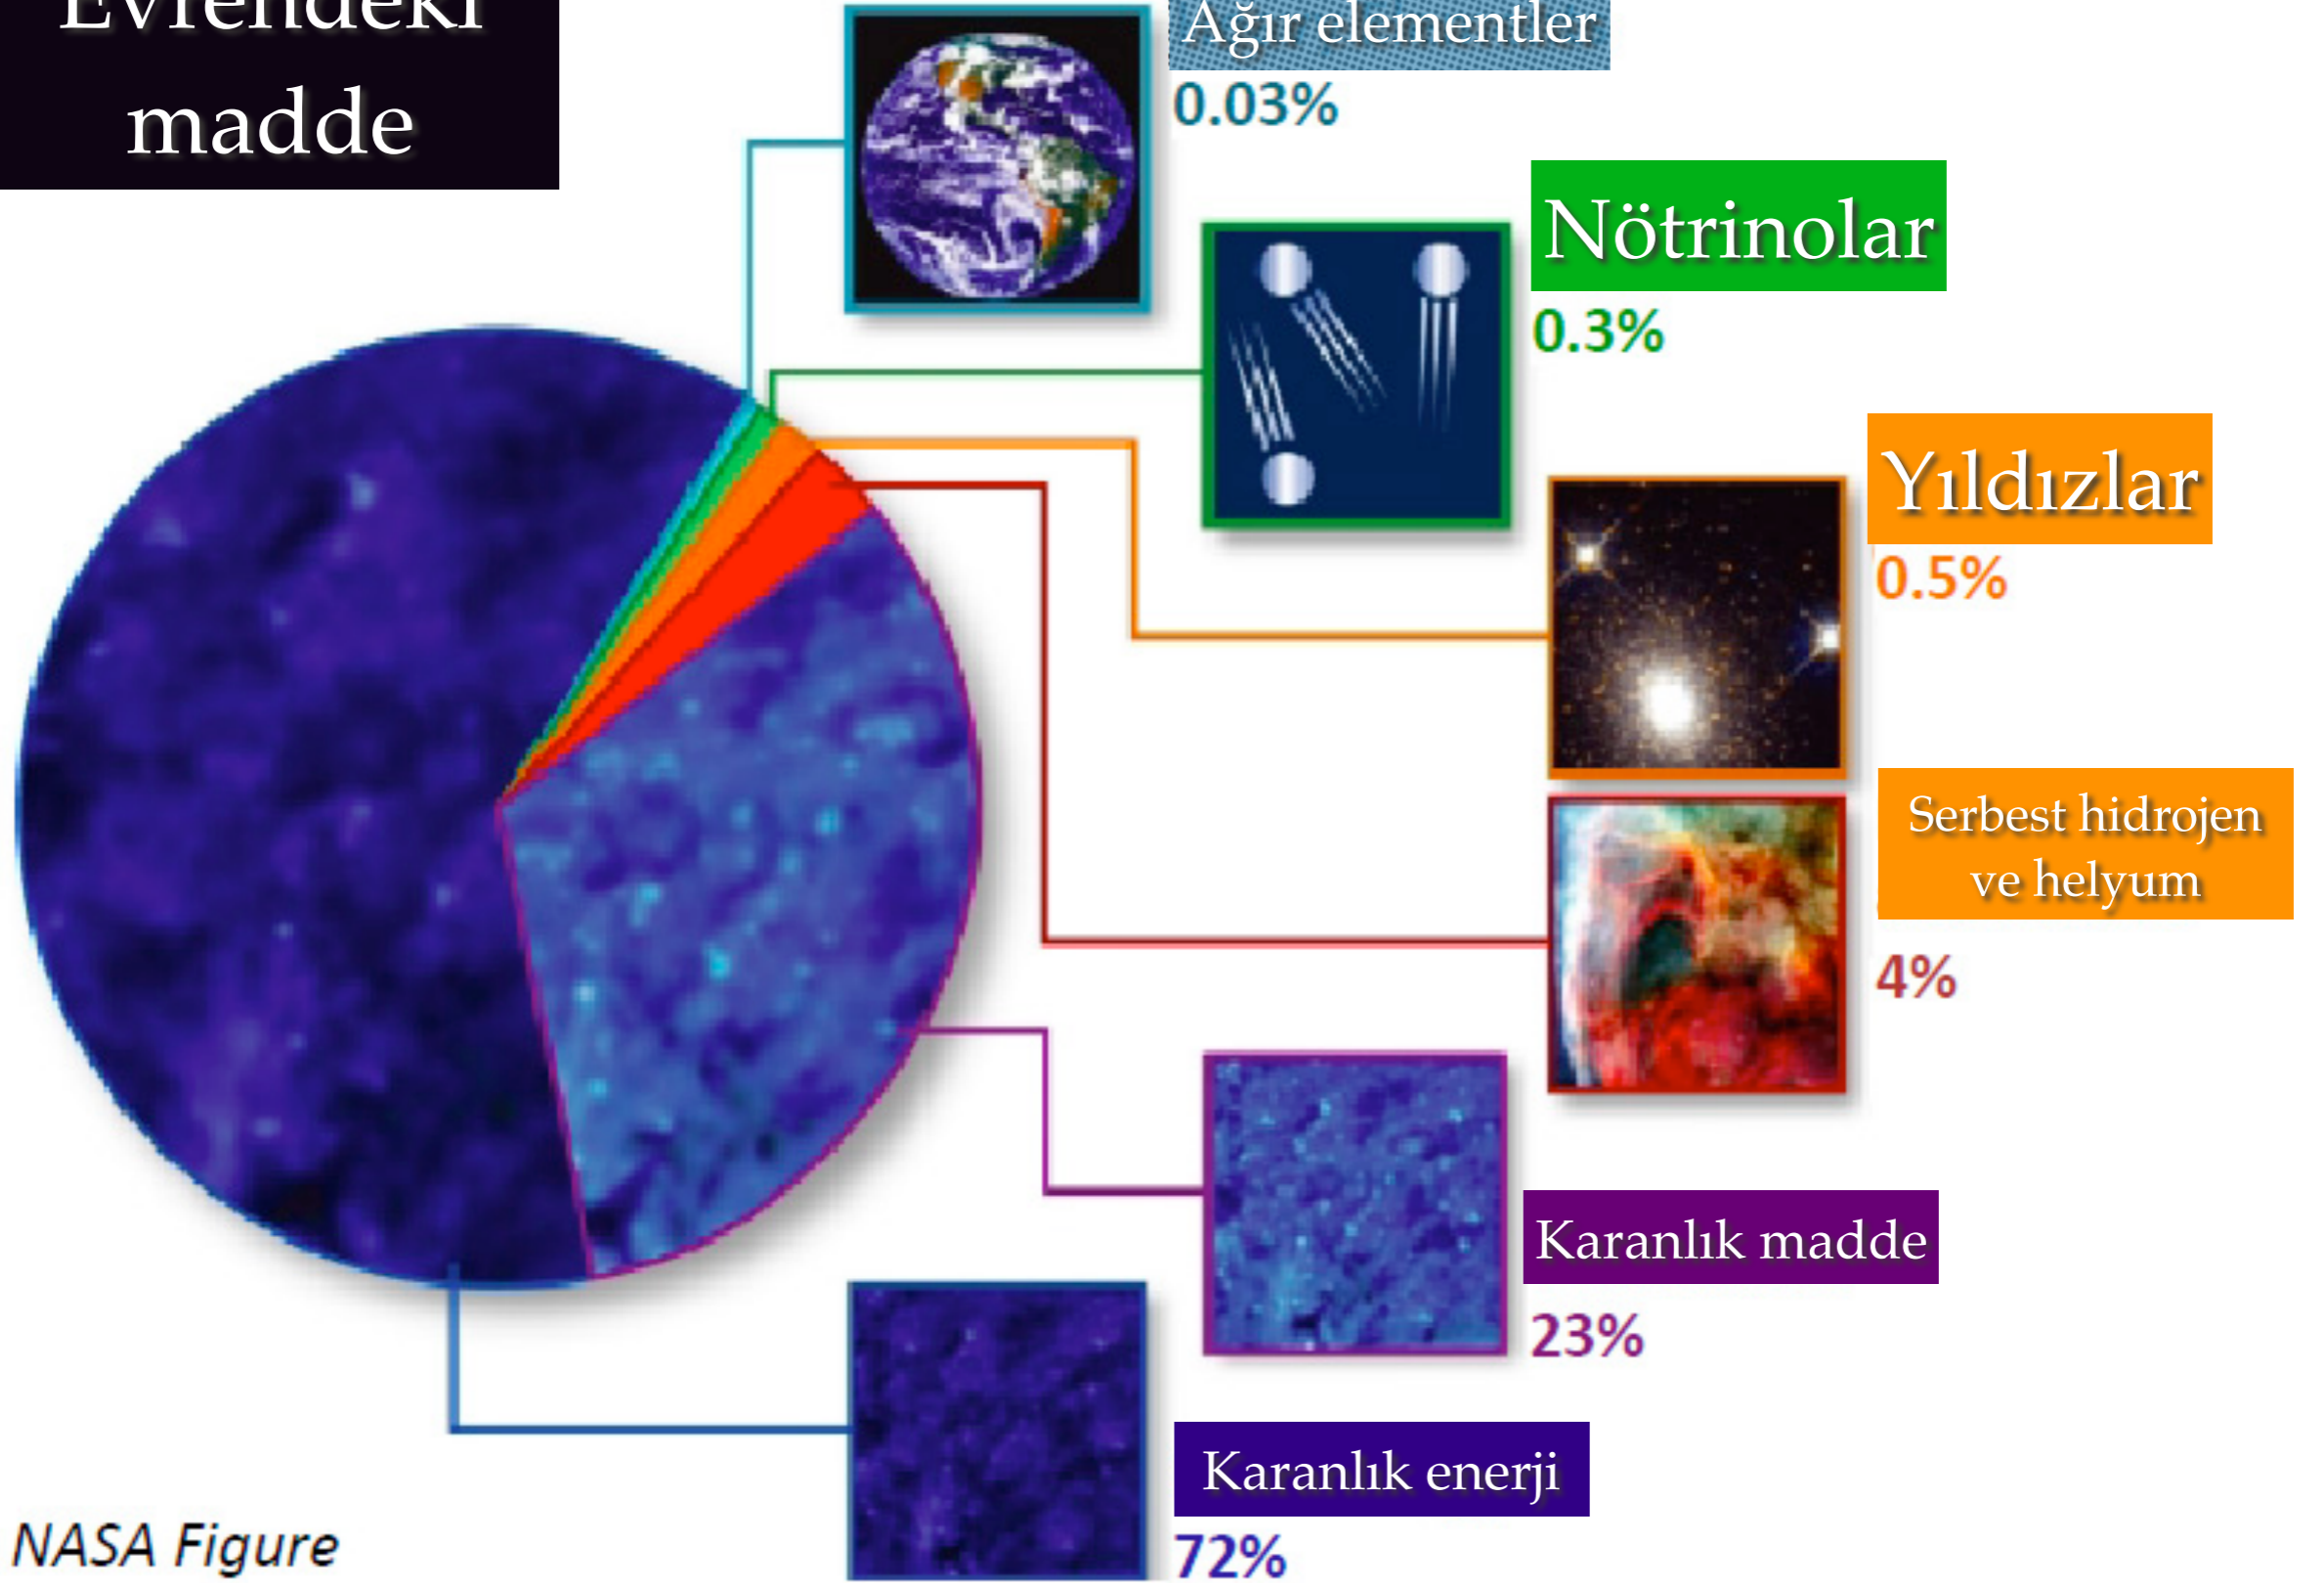 Evrendeki
madde
Ağır elementler
0.03%
Nötrinolar
0.3%
Yıldızlar
0.5%
Serbest hidrojen
ve helyum
4%
Karanlık madde
23%
Karanlık enerji
72%
NASA Figure